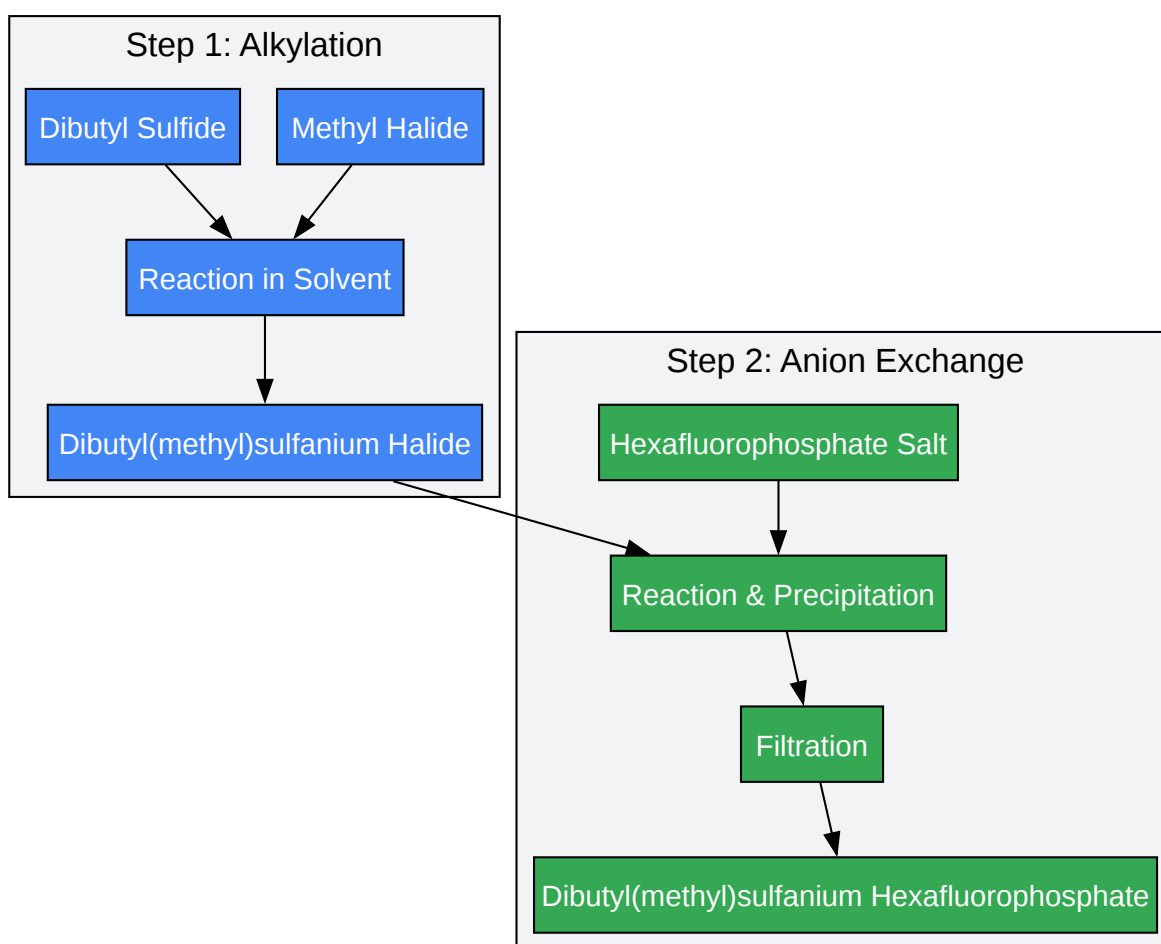 Step 1: Alkylation
Dibutyl Sulfide
Methyl Halide
Reaction in Solvent
Dibutyl(methyl)sulfanium Halide
Step 2: Anion Exchange
Hexafluorophosphate Salt
Reaction & Precipitation
Filtration
Dibutyl(methyl)sulfanium Hexafluorophosphate